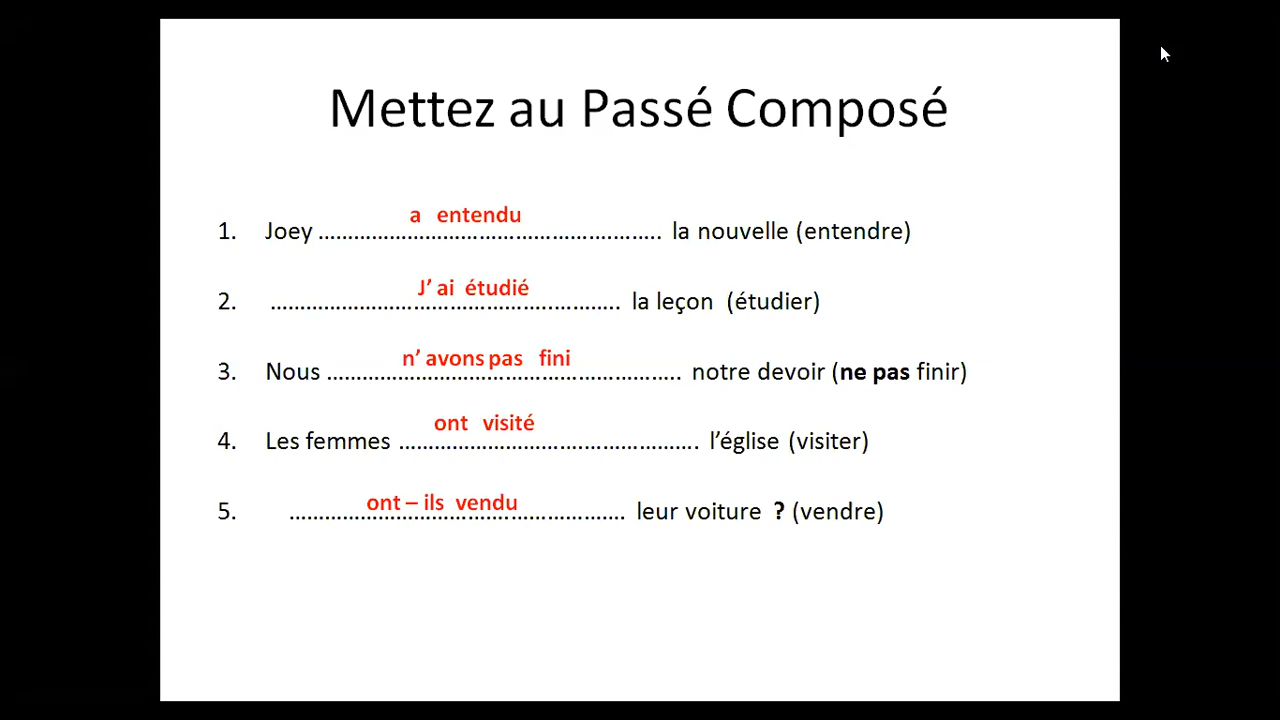 Mettez au Passé Composé
a entendu
1. Joey ............................................................ la nouvelle (entendre)
J’ ai étudié
2. ............................................................ la leçon (étudier)
n’ avons pas fini
3. Nous ............................................................ notre devoir (ne pas finir)
ont visité
4. Les femmes .................................................... l’église (visiter)
ont – ils vendu
5. .......................................................... leur voiture ? (vendre)